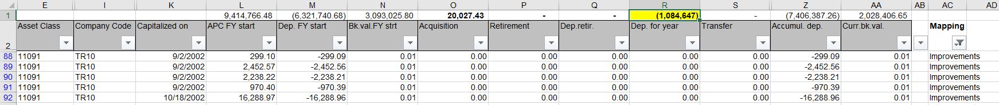 E I K L M N O P Q R S Z AA AB AC AD
1 9,414,766.48 (6,321,740.68) 3,093,025.80 20,027.43 - - (1,084,647) - (7,406,387.26) 2,028,406.65
Asset Class Company Code Capitalized on APC FY start Dep. FY start Bk.val.FY strt Acquisition Retirement Dep.retir. Dep. for year Transfer Accumul. dep. Curr.bk.val. Mapping
2
88 11091 TR10 9/2/2002 299.10 -299.09 0.01 0.00 0.00 0.00 0.00 0.00 -299.09 0.01 Improvements
89 11091 TR10 9/2/2002 2,452.57 -2,452.56 0.01 0.00 0.00 0.00 0.00 0.00 -2,452.56 0.01 Improvements
90 11091 TR10 9/2/2002 2,238.22 -2,238.21 0.01 0.00 0.00 0.00 0.00 0.00 -2,238.21 0.01 Improvements
91 11091 TR10 9/2/2002 970.40 -970.39 0.01 0.00 0.00 0.00 0.00 0.00 -970.39 0.01 Improvements
92 11091 TR10 10/18/2002 16,288.97 -16,288.96 0.01 0.00 0.00 0.00 0.00 0.00 -16,288.96 0.01 Improvements